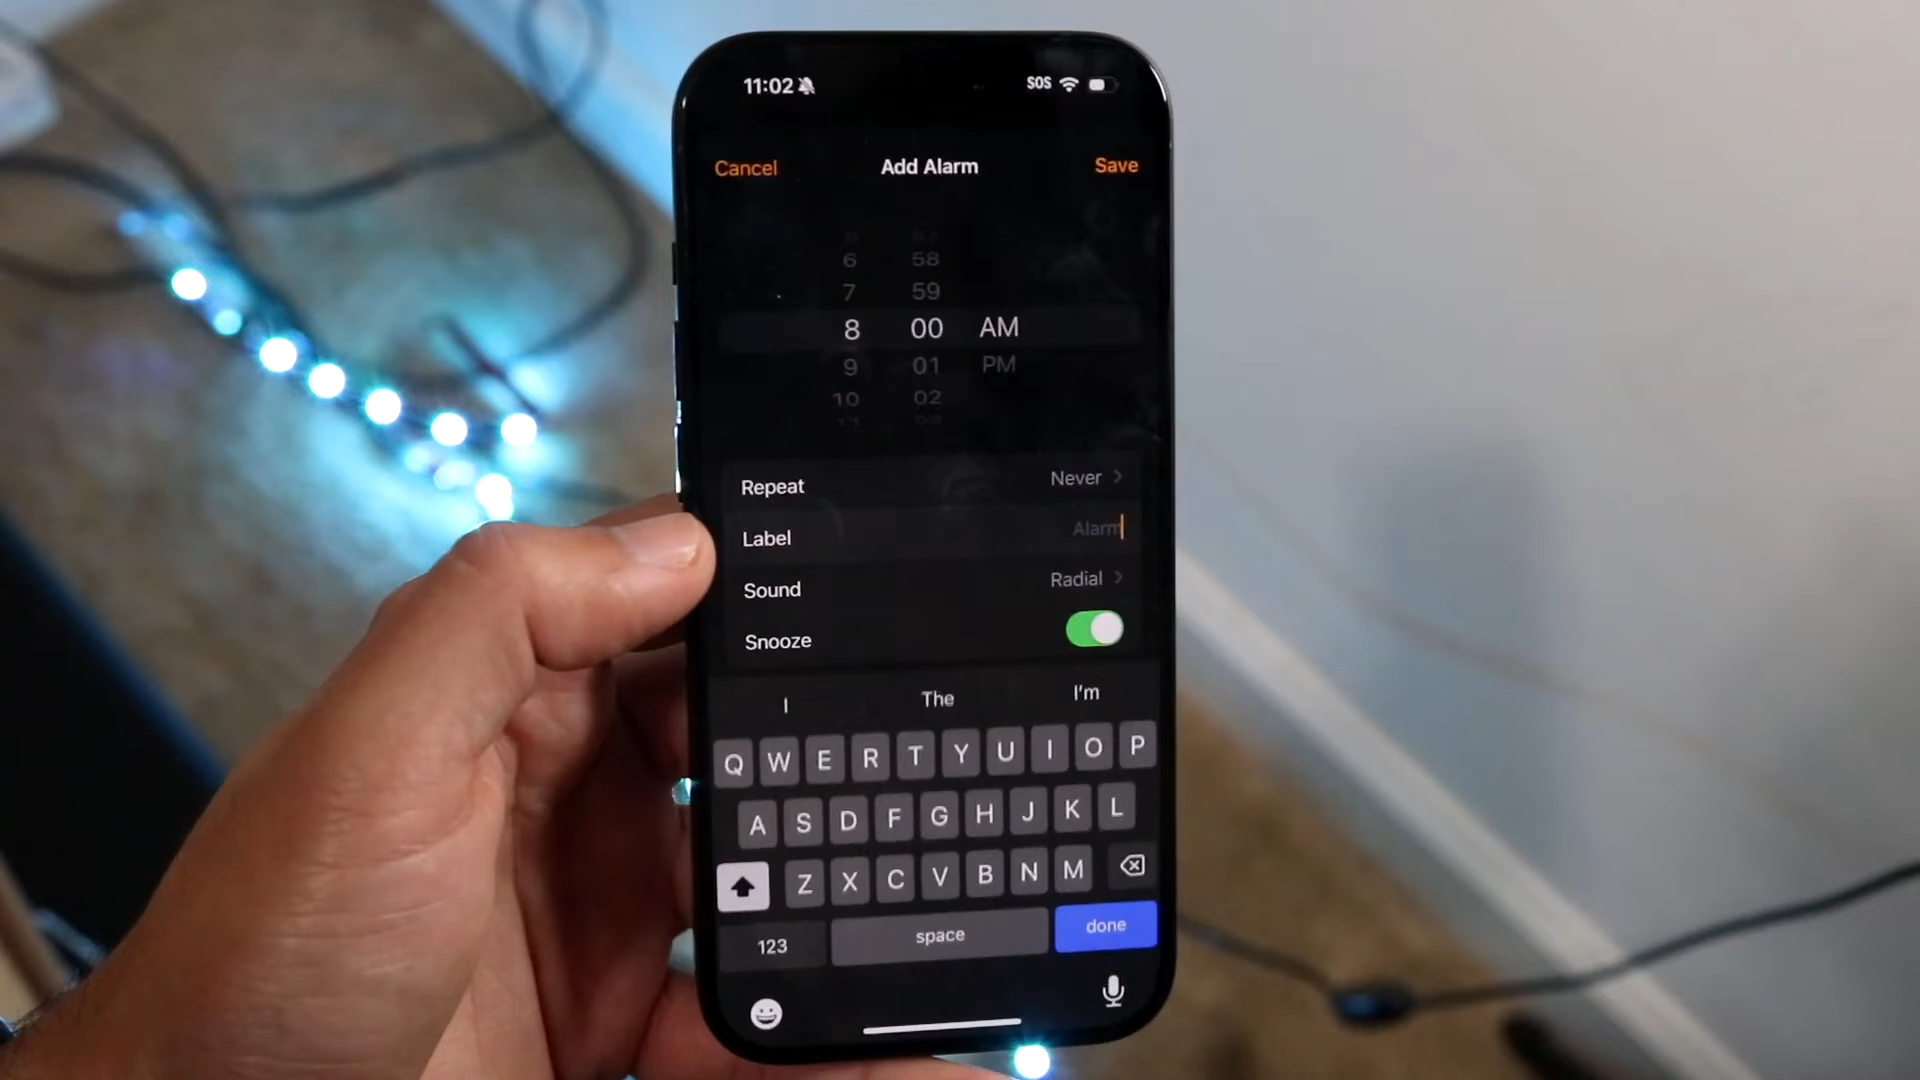 11:02 SOS
Cancel Add Alarm Save
6 58
7 59
8 00 AM
9 01 PM
10 02
Repeat Never
Label Alarm
Sound Radial
Snooze
I The I'm
Q W E R T Y U I O P
A S D F G H J K L
Z X C V B N M
123 space done